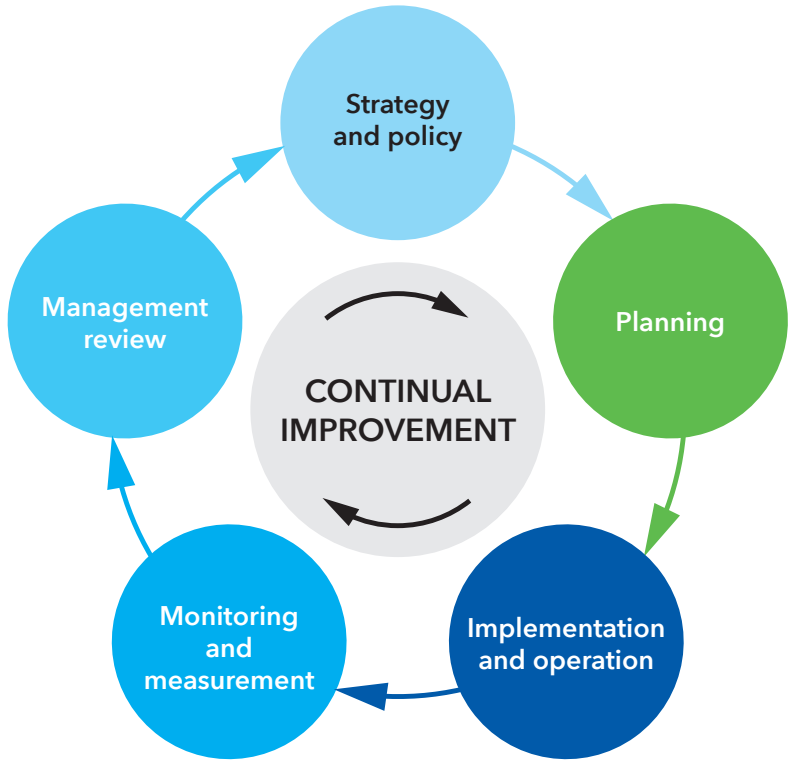 Strategy
and policy
Planning
Implementation
and operation
Monitoring
and
measurement
Management
review
CONTINUAL
IMPROVEMENT